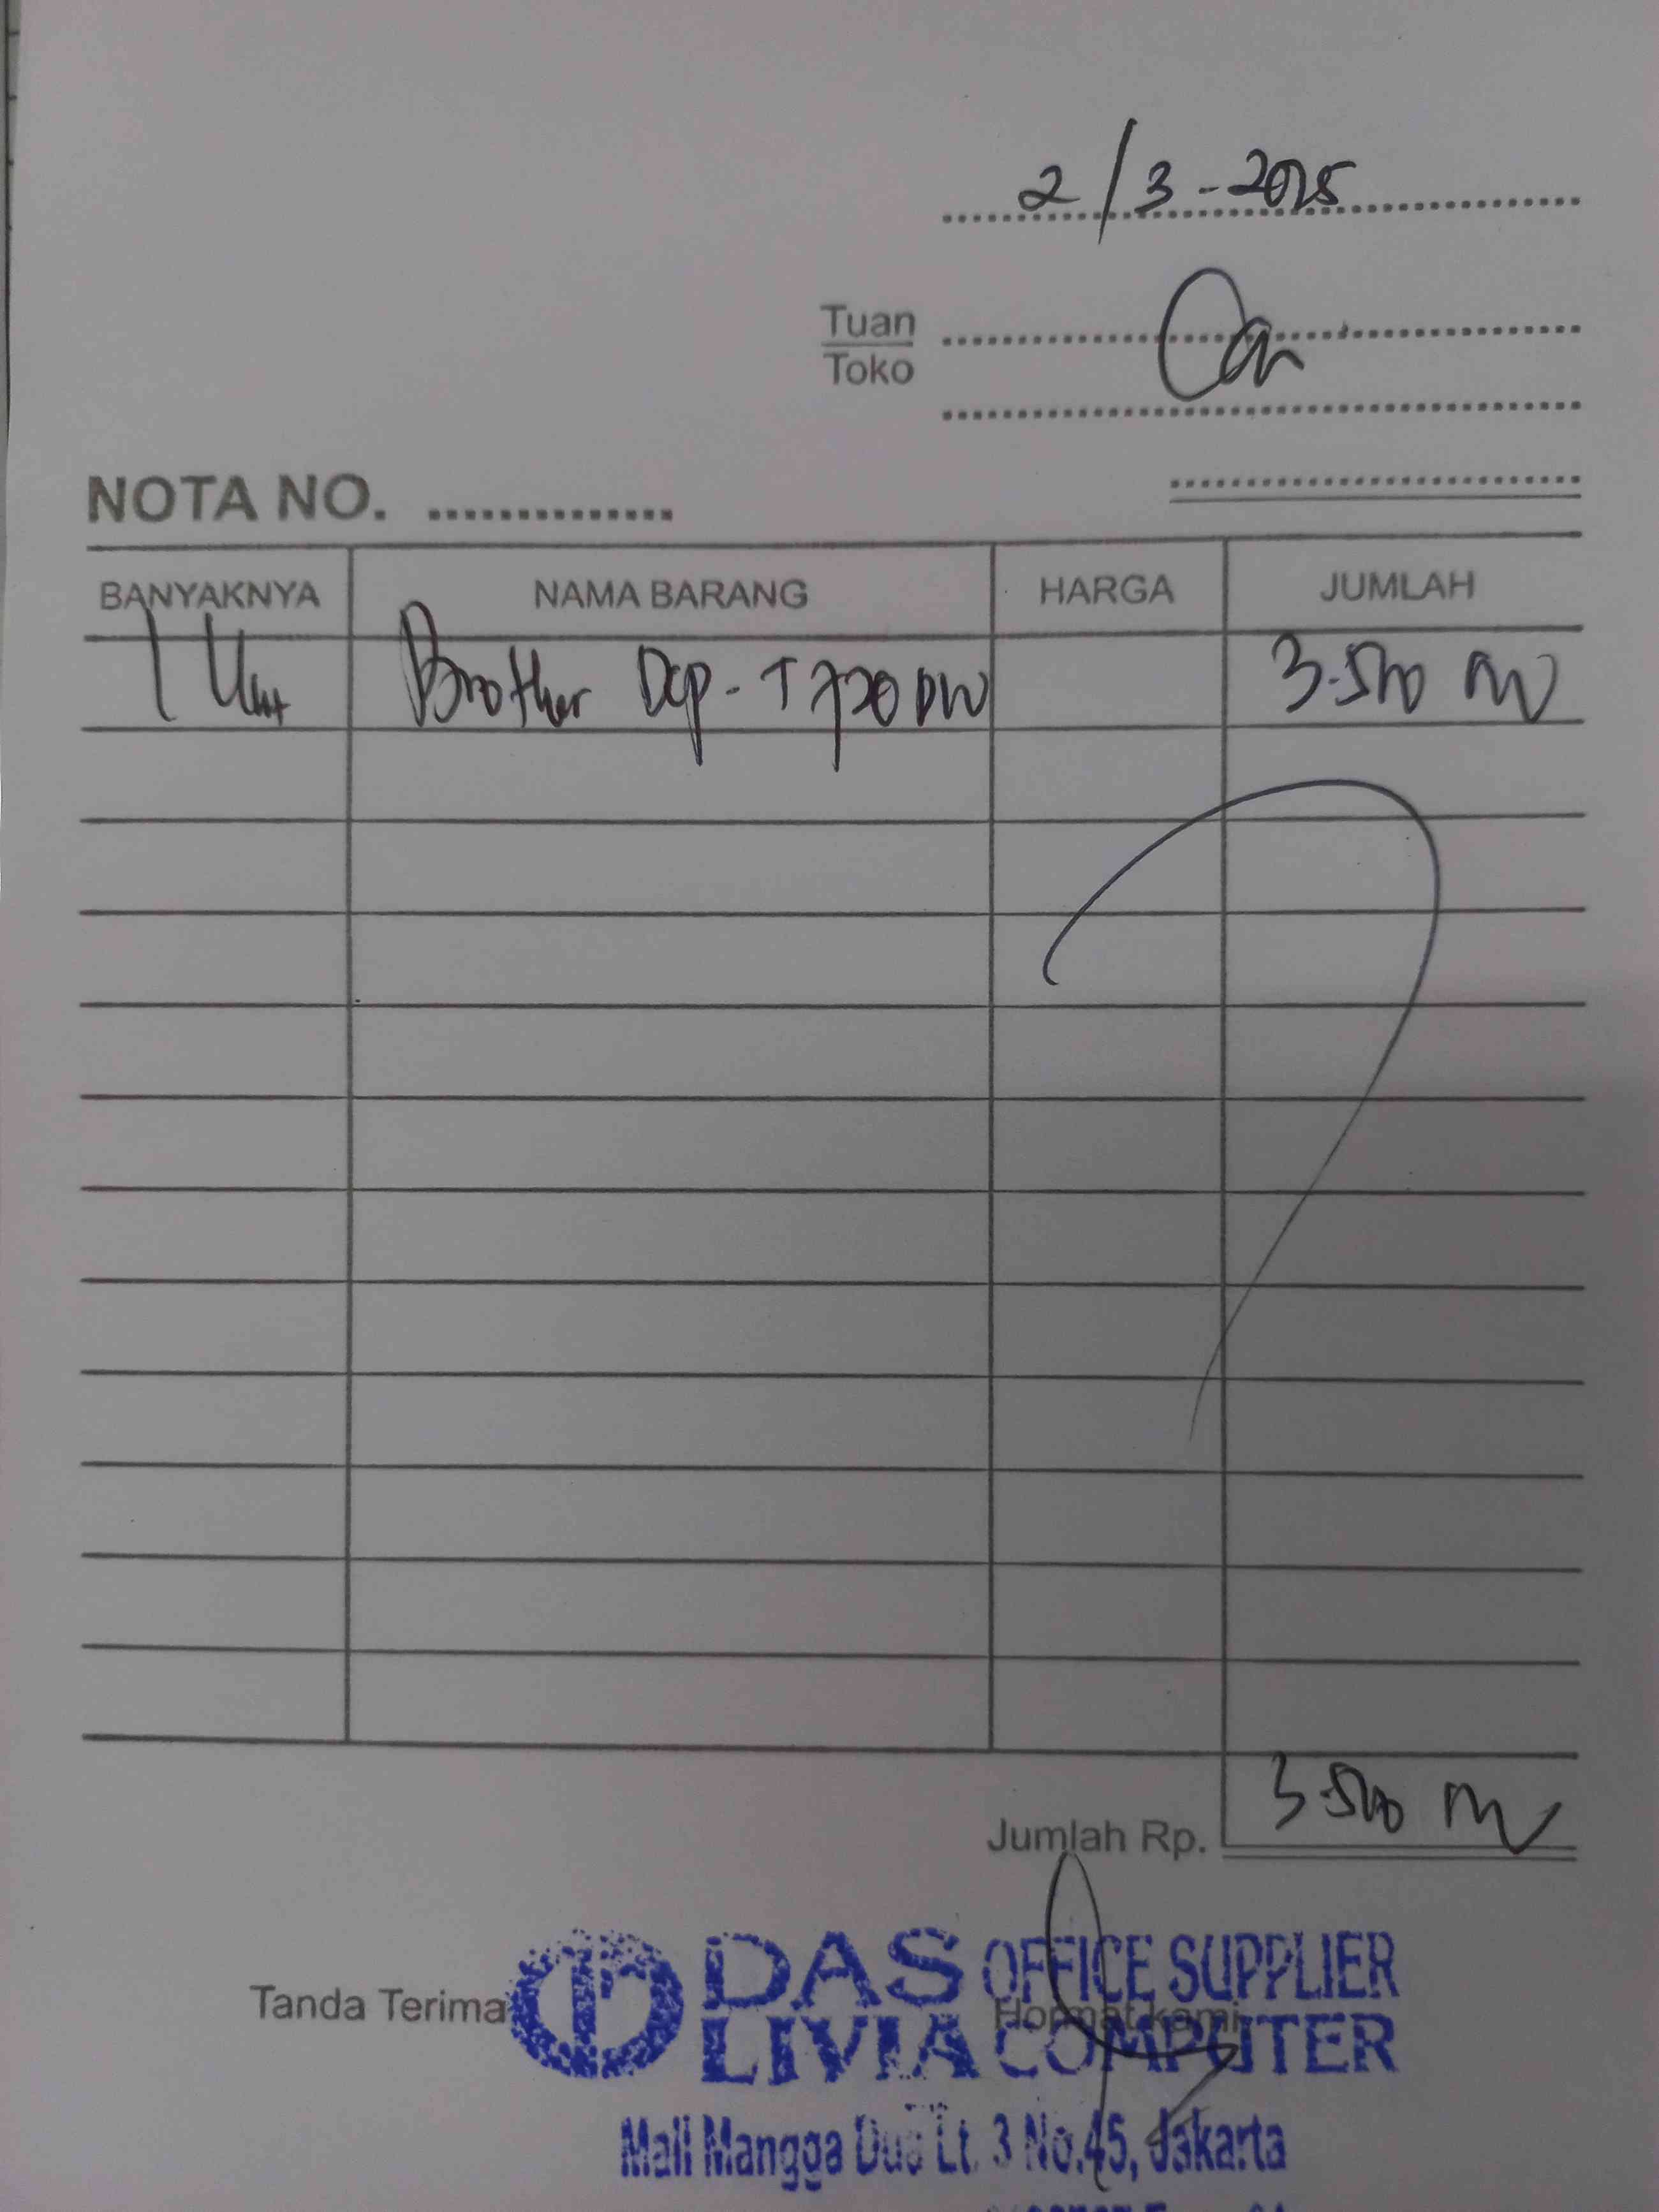 2/3-2025
Tuan
Toko
NOTA NO. ...............
BANYAKNYA NAMA BARANG HARGA JUMLAH
1 Unit Brother DCP-T720DW 3.500
Jumlah Rp. 3.500
Tanda Terima Hormat kami
DAS OFFICE SUPPLIER
LIVIA COMPUTER
Mall Mangga Dua Lt. 3 No.45, Jakarta